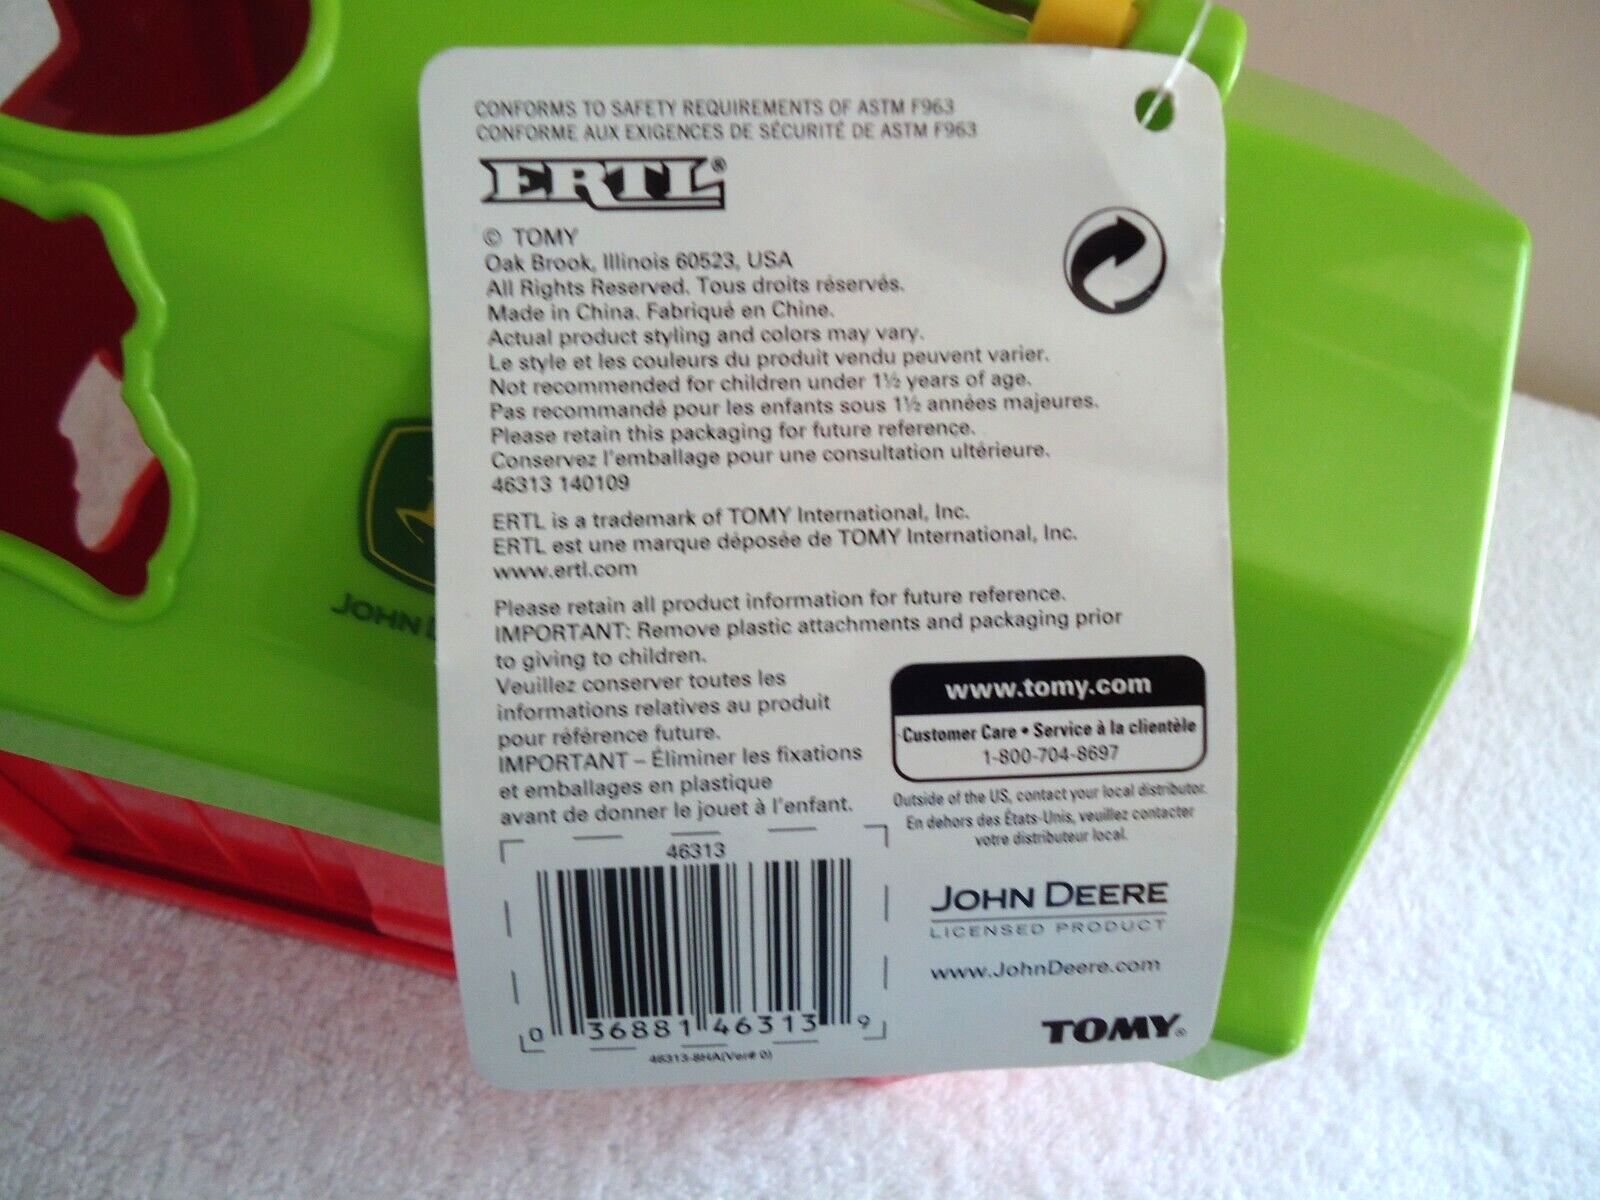 CONFORMS TO SAFETY REQUIREMENTS OF ASTM F963
CONFORME AUX EXIGENCES DE SÉCURITÉ DE ASTM F963
ERTL®
© TOMY
Oak Brook, Illinois 60523, USA
All Rights Reserved. Tous droits réservés.
Made in China. Fabriqué en Chine.
Actual product styling and colors may vary.
Le style et les couleurs du produit vendu peuvent varier.
Not recommended for children under 1½ years of age.
Pas recommandé pour les enfants sous 1½ années majeures.
Please retain this packaging for future reference.
Conservez l'emballage pour une consultation ultérieure.
46313 140109
ERTL is a trademark of TOMY International, Inc.
ERTL est une marque déposée de TOMY International, Inc.
www.ertl.com
Please retain all product information for future reference.
IMPORTANT: Remove plastic attachments and packaging prior
to giving to children.
Veuillez conserver toutes les
informations relatives au produit
pour référence future.
IMPORTANT – Éliminer les fixations
et emballages en plastique
avant de donner le jouet à l'enfant.
www.tomy.com
Customer Care • Service à la clientèle
1-800-704-8697
Outside of the US, contact your local distributor.
En dehors des États-Unis, veuillez contacter
votre distributeur local.
46313
0 36881 46313 9
46313-8HA(Ver# 0)
JOHN DEERE
LICENSED PRODUCT
www.JohnDeere.com
TOMY®
JOHN D